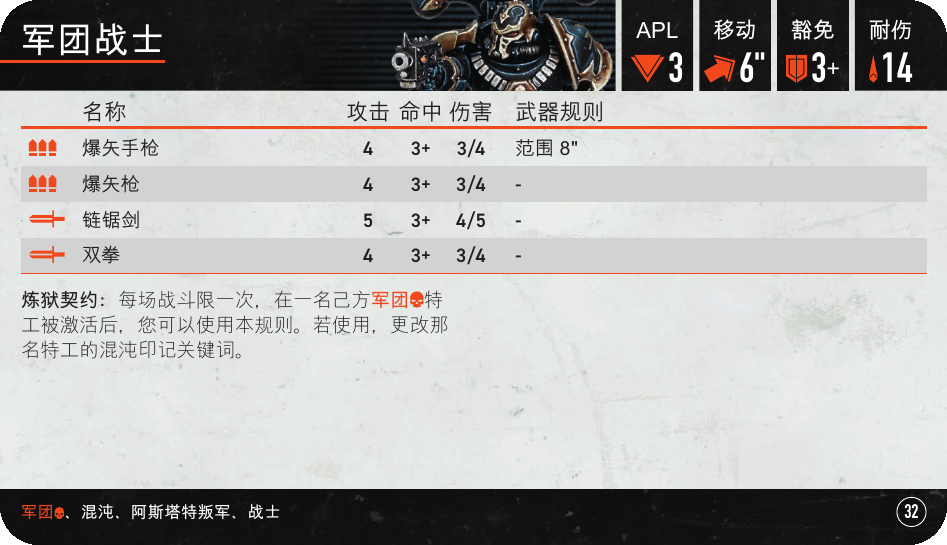 军团战士
APL 移动 豁免 耐伤
3 6" 3+ 14
名称 攻击 命中 伤害 武器规则
爆矢手枪 4 3+ 3/4 范围 8"
爆矢枪 4 3+ 3/4 -
链锯剑 5 3+ 4/5 -
双拳 4 3+ 3/4 -
炼狱契约：每场战斗限一次，在一名己方军团特
工被激活后，您可以使用本规则。若使用，更改那
名特工的混沌印记关键词。
军团、混沌、阿斯塔特叛军、战士
32